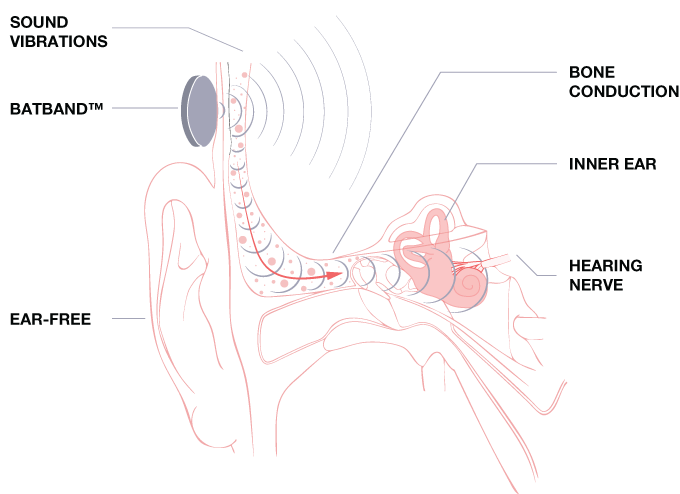 SOUND
VIBRATIONS
BATBAND™
EAR-FREE
BONE
CONDUCTION
INNER EAR
HEARING
NERVE